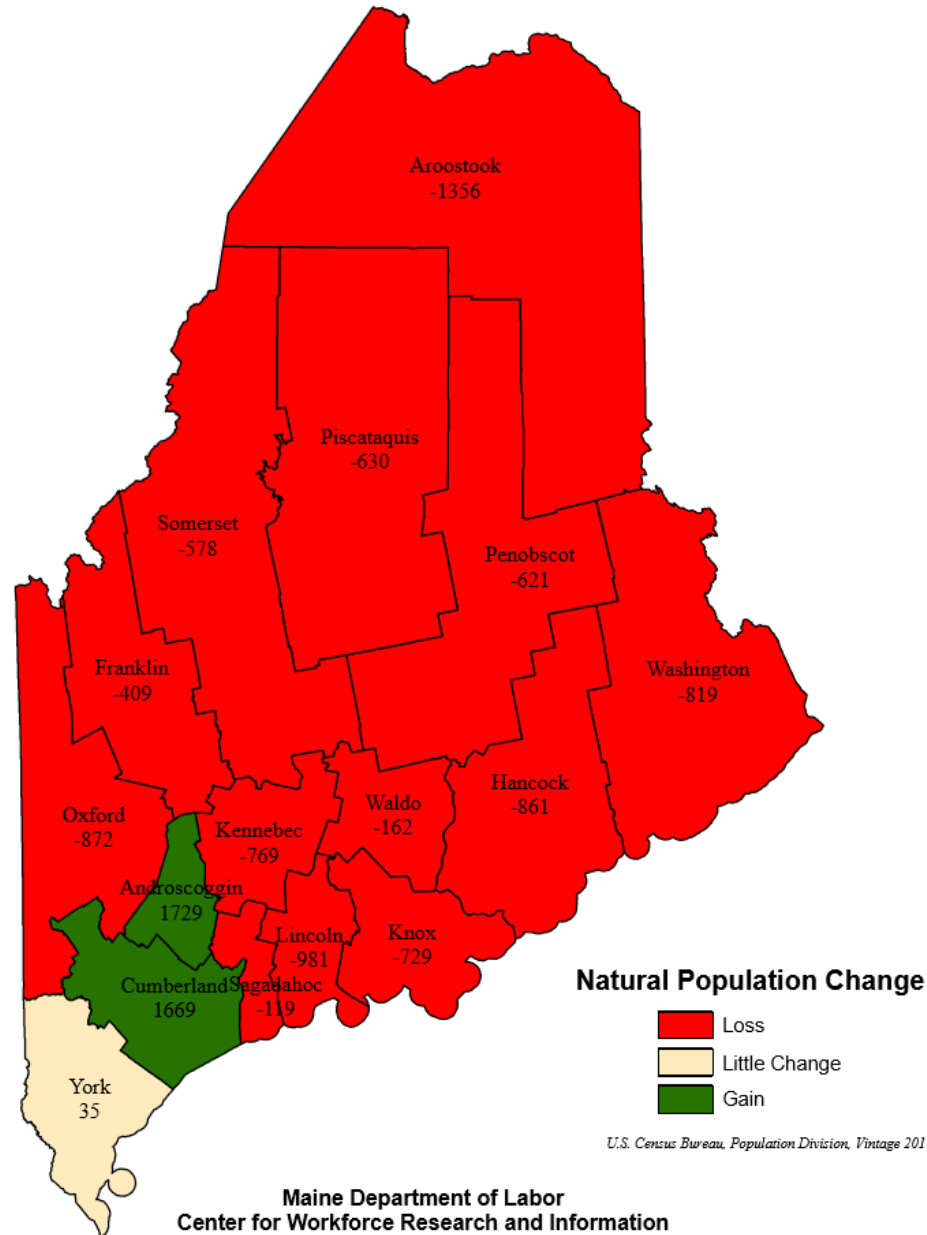 Aroostook
-1356
Piscataquis
-630
Somerset
-578
Penobscot
-621
Franklin
-409
Washington
-819
Hancock
-861
Waldo
-162
Oxford
-872
Kennebec
-769
Androscoggin
1729
Lincoln
-981
Knox
-729
Cumberland
1669
Sagadahoc
-119
York
35
Natural Population Change
Loss
Little Change
Gain
U.S. Census Bureau, Population Division, Vintage 201
Maine Department of Labor
Center for Workforce Research and Information